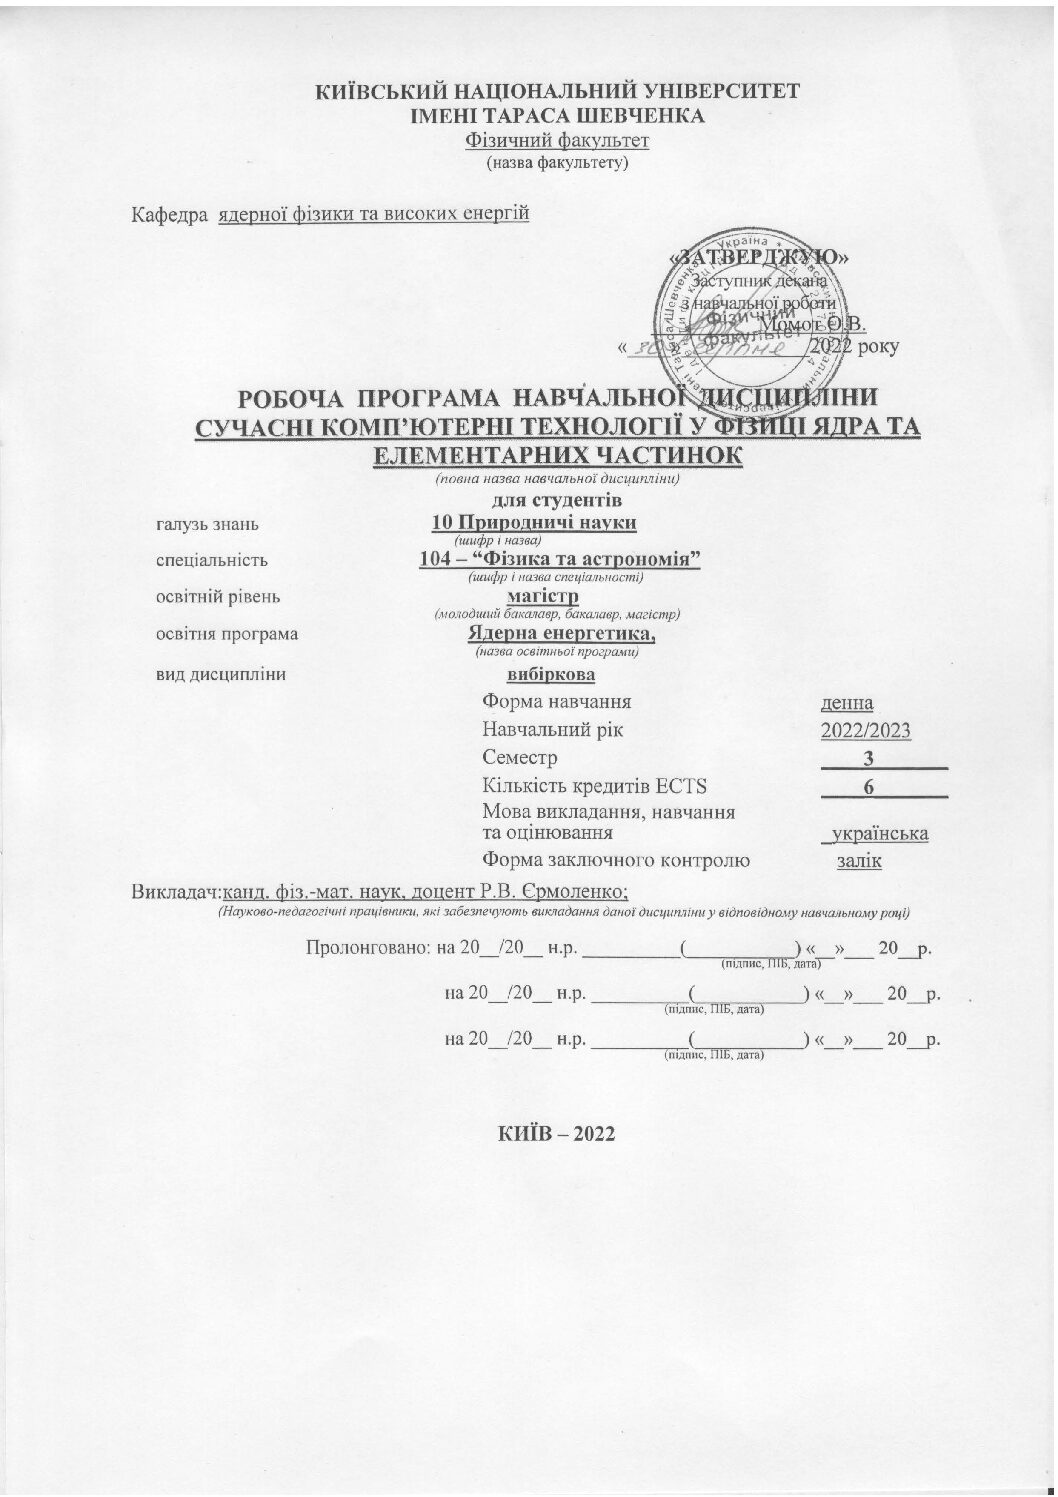 КИЇВСЬКИЙ НАЦІОНАЛЬНИЙ УНІВЕРСИТЕТ
ІМЕНІ ТАРАСА ШЕВЧЕНКА
Фізичний факультет
(назва факультету)
Кафедра ядерної фізики та високих енергій
«ЗАТВЕРДЖУЮ»
Заступник декана
з навчальної роботи
Момот О.В.
« 30 » серпня 2022 року
Фізичний
факультет
РОБОЧА ПРОГРАМА НАВЧАЛЬНОЇ ДИСЦИПЛІНИ
СУЧАСНІ КОМП’ЮТЕРНІ ТЕХНОЛОГІЇ У ФІЗИЦІ ЯДРА ТА
ЕЛЕМЕНТАРНИХ ЧАСТИНОК
(повна назва навчальної дисципліни)
для студентів
галузь знань 10 Природничі науки
(шифр і назва)
спеціальність 104 – “Фізика та астрономія”
(шифр і назва спеціальності)
освітній рівень магістр
(молодший бакалавр, бакалавр, магістр)
освітня програма Ядерна енергетика,
(назва освітньої програми)
вид дисципліни вибіркова
Форма навчання денна
Навчальний рік 2022/2023
Семестр 3
Кількість кредитів ECTS 6
Мова викладання, навчання
та оцінювання _українська
Форма заключного контролю залік
Викладач:канд. фіз.-мат. наук, доцент Р.В. Єрмоленко;
(Науково-педагогічні працівники, які забезпечують викладання даної дисципліни у відповідному навчальному році)
Пролонговано: на 20__/20__ н.р. __________(___________) «__»___ 20__р.
(підпис, ПІБ, дата)
на 20__/20__ н.р. __________(___________) «__»___ 20__р.
(підпис, ПІБ, дата)
на 20__/20__ н.р. __________(___________) «__»___ 20__р.
(підпис, ПІБ, дата)
КИЇВ – 2022